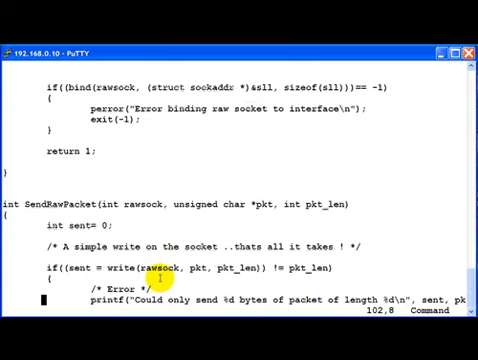 192.168.0.10 - PuTTY
if((bind(rawsock, (struct sockaddr *)&sll, sizeof(sll)))== -1)
{
perror("Error binding raw socket to interface\n");
exit(-1);
}
return 1;
}
int SendRawPacket(int rawsock, unsigned char *pkt, int pkt_len)
{
int sent= 0;
/* A simple write on the socket ..thats all it takes ! */
if((sent = write(rawsock, pkt, pkt_len)) != pkt_len)
{
/* Error */
printf("Could only send %d bytes of packet of length %d\n", sent, pk
102,8 Command